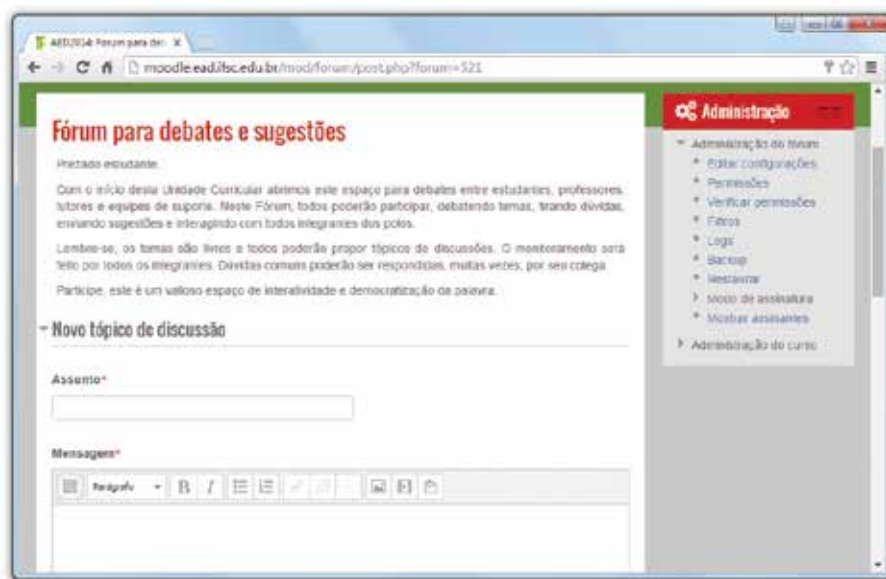 AED2014: Forum para deb
moodle.ead.ifsc.edu.br/mod/forum/post.php?forum=521
Fórum para debates e sugestões
Prezado estudante,
Com o início desta Unidade Curricular abrimos este espaço para debates entre estudantes, professores,
tutores e equipes de suporte. Neste Fórum, todos poderão participar, debatendo temas, tirando dúvidas,
enviando sugestões e interagindo com todos integrantes dos polos.
Lembre-se, os temas são livres e todos poderão propor tópicos de discussões. O monitoramento será
feito por todos os integrantes. Dúvidas comuns poderão ser respondidas, muitas vezes, por seu colega.
Participe, este é um valioso espaço de interatividade e democratização da palavra.
Novo tópico de discussão
Assunto*
Mensagem*
Parágrafo B I
Administração
Administração do fórum
Editar configurações
Permissões
Verificar permissões
Filtros
Logs
Backup
Restaurar
Modo de assinatura
Mostrar assinantes
Administração do curso